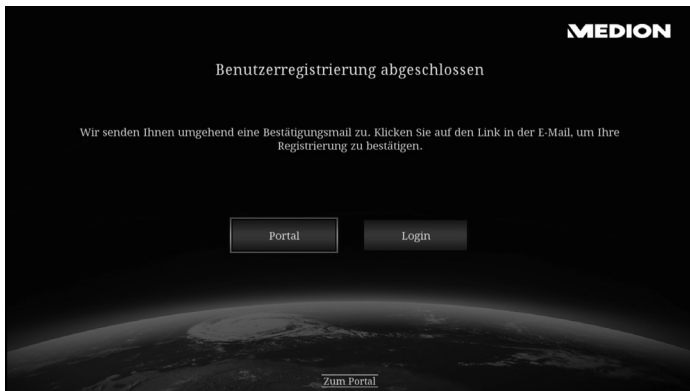 MEDION
Benutzerregistrierung abgeschlossen
Wir senden Ihnen umgehend eine Bestätigungsmail zu. Klicken Sie auf den Link in der E-Mail, um Ihre
Registrierung zu bestätigen.
Portal
Login
Zum Portal